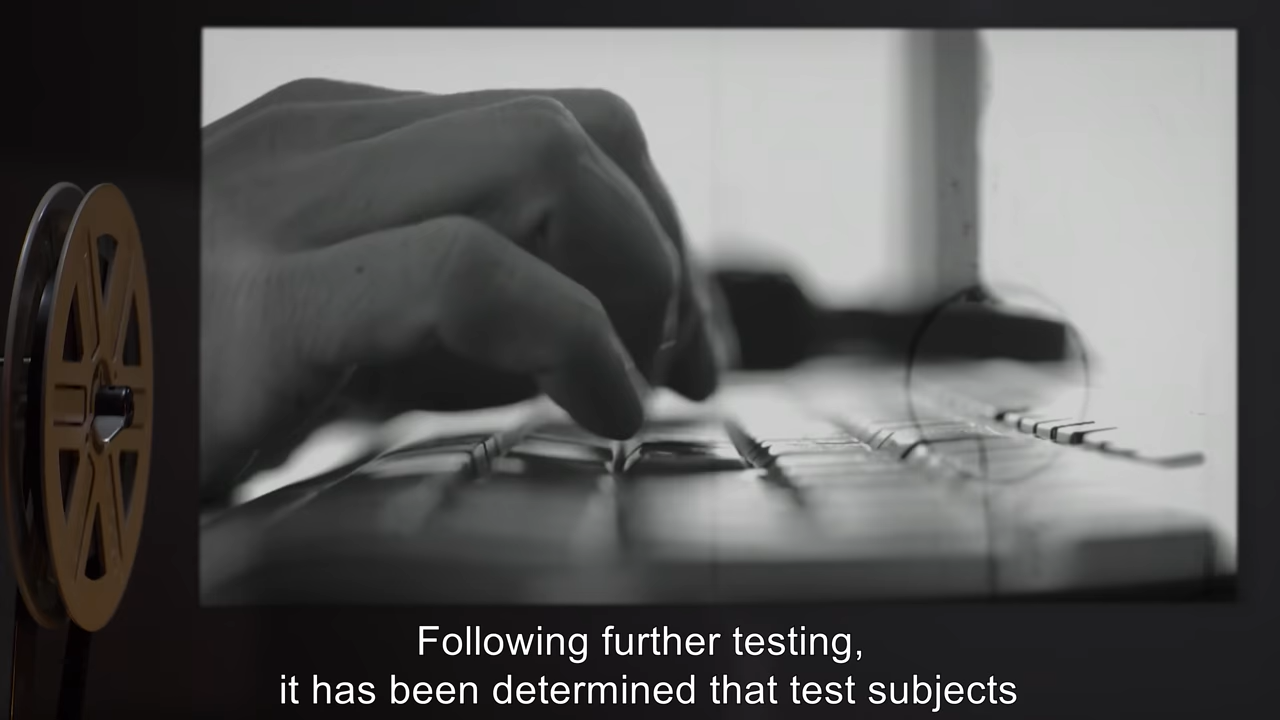 Following further testing,
it has been determined that test subjects